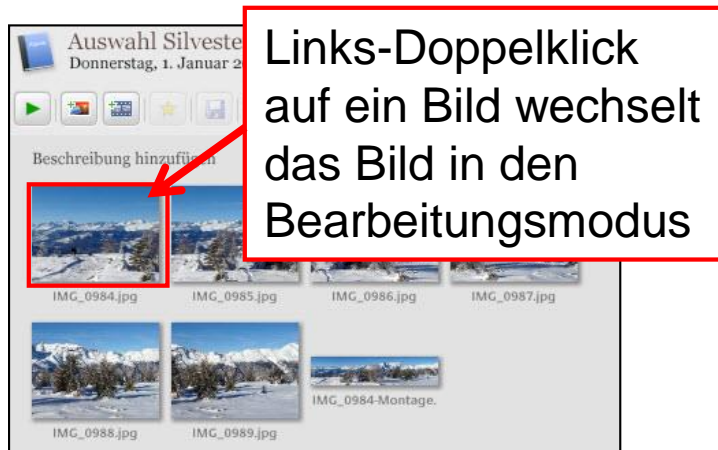 Auswahl Silveste
Donnerstag, 1. Januar 2
Links-Doppelklick
auf ein Bild wechselt
das Bild in den
Bearbeitungsmodus
Beschreibung hinzufügen
IMG_0984.jpg
IMG_0985.jpg
IMG_0986.jpg
IMG_0987.jpg
IMG_0984-Montage.
IMG_0988.jpg
IMG_0989.jpg